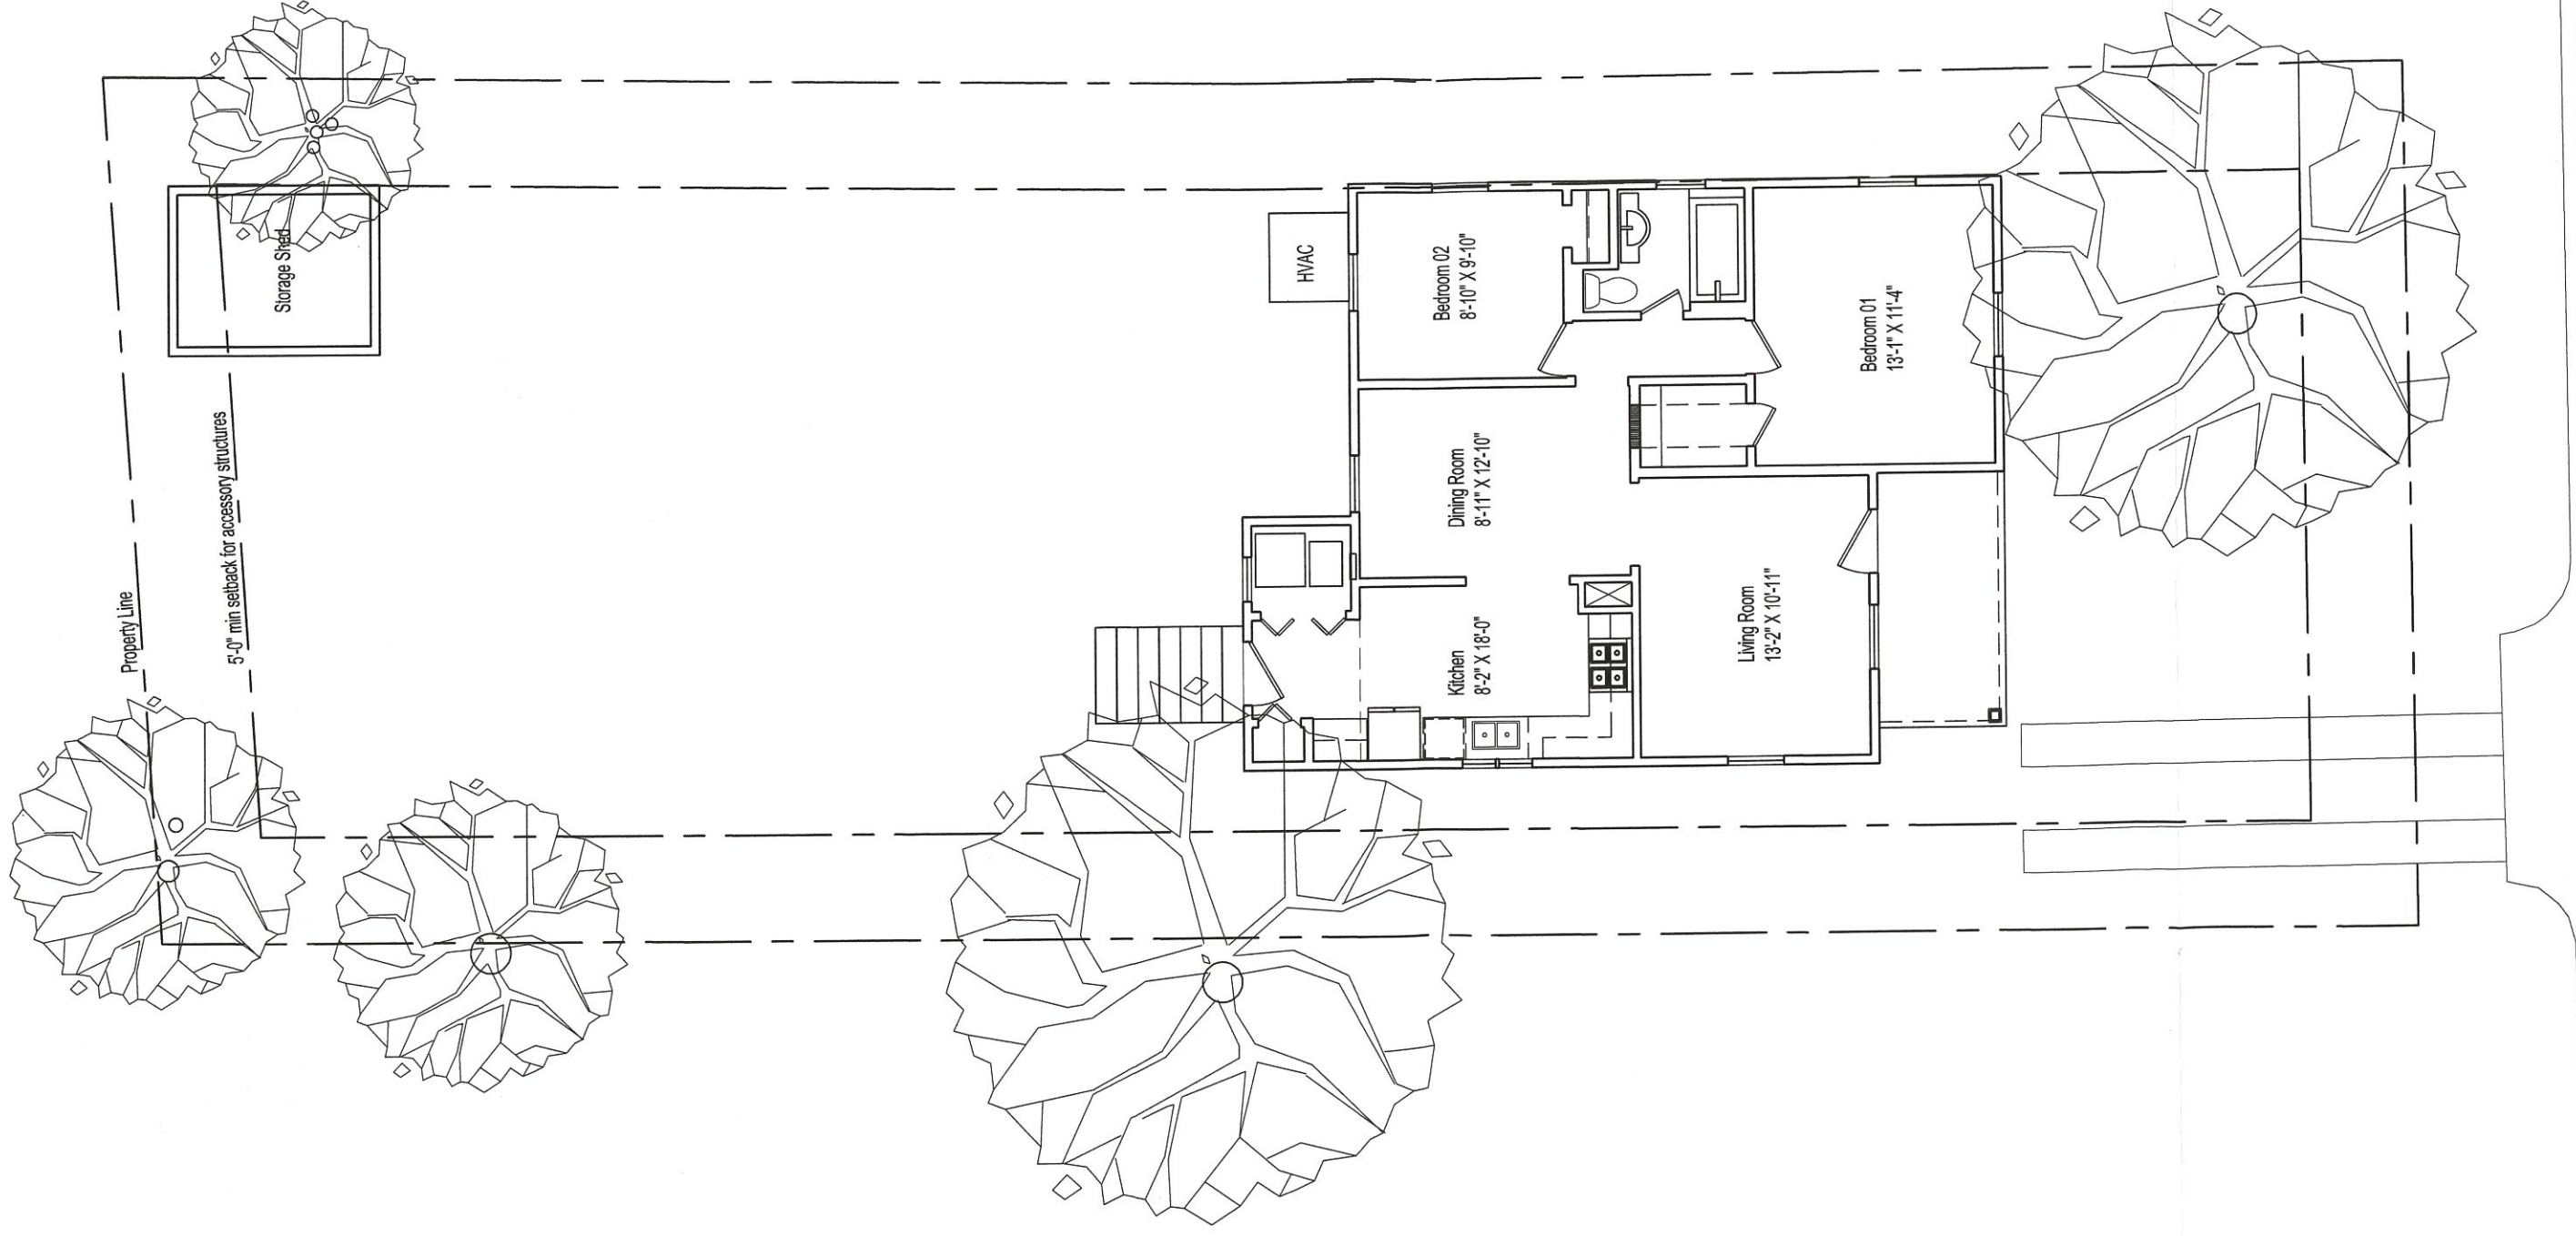 Property Line
5'-0" min setback for accessory structures
Storage Shed
HVAC
Bedroom 02
8'-10" X 9'-10"
Dining Room
8'-11" X 12'-10"
Kitchen
8'-2" X 18'-0"
Living Room
13'-2" X 10'-11"
Bedroom 01
13'-1" X 11'-4"